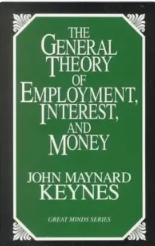 THE
GENERAL
THEORY
OF
EMPLOYMENT,
INTEREST,
AND
MONEY
JOHN MAYNARD
KEYNES
GREAT MINDS SERIES